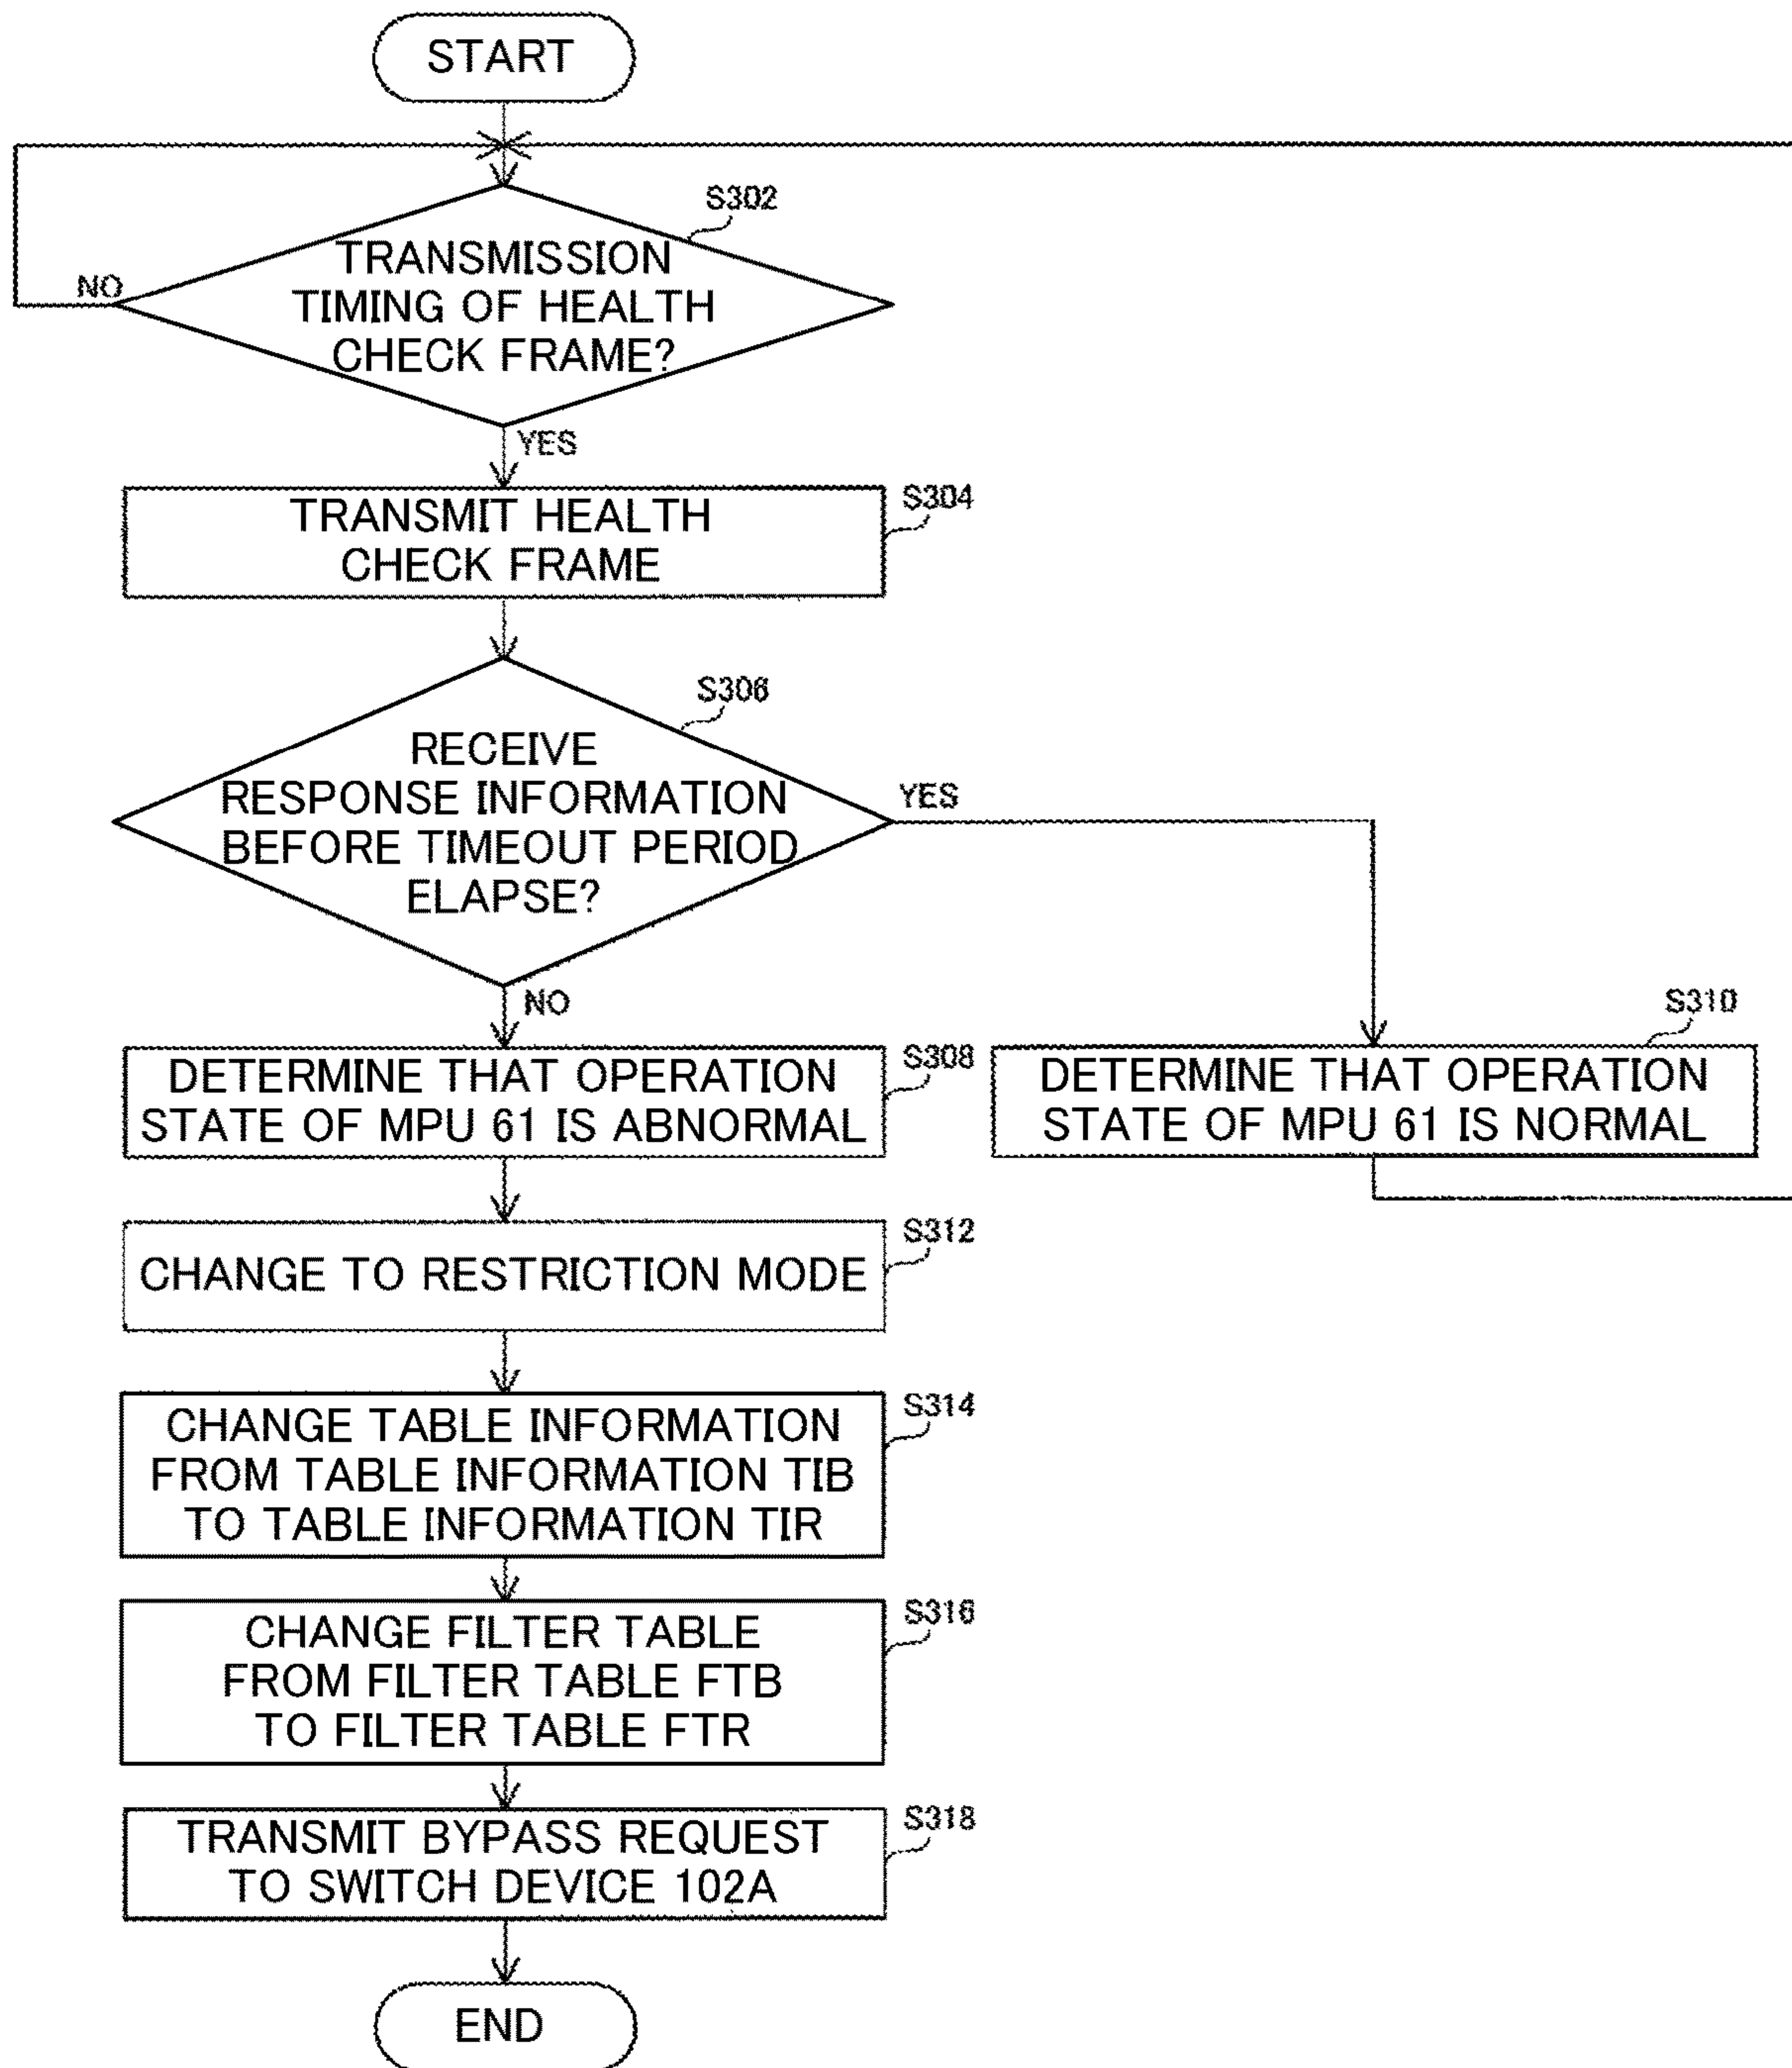 START
S302
TRANSMISSION
TIMING OF HEALTH
CHECK FRAME?
NO
YES
S304
TRANSMIT HEALTH
CHECK FRAME
S306
RECEIVE
RESPONSE INFORMATION
BEFORE TIMEOUT PERIOD
ELAPSE?
YES
NO
S308
DETERMINE THAT OPERATION
STATE OF MPU 61 IS ABNORMAL
S310
DETERMINE THAT OPERATION
STATE OF MPU 61 IS NORMAL
S312
CHANGE TO RESTRICTION MODE
S314
CHANGE TABLE INFORMATION
FROM TABLE INFORMATION TIB
TO TABLE INFORMATION TIR
S316
CHANGE FILTER TABLE
FROM FILTER TABLE FTB
TO FILTER TABLE FTR
S318
TRANSMIT BYPASS REQUEST
TO SWITCH DEVICE 102A
END